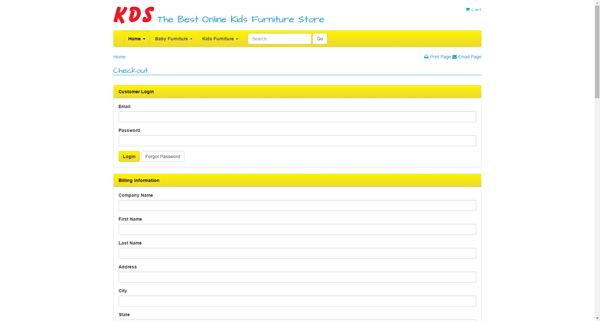 KDS The Best Online Kids Furniture Store
Cart
Home Baby Furniture Kids Furniture Search Go
Home
Print Page Email Page
Checkout
Customer Login
Email
Password
Login Forgot Password
Billing Information
Company Name
First Name
Last Name
Address
City
State